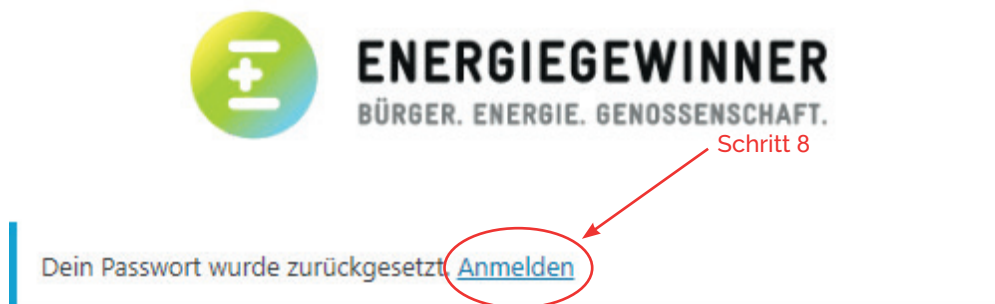 ENERGIEGEWINNER
BÜRGER. ENERGIE. GENOSSENSCHAFT.
Schritt 8
Dein Passwort wurde zurückgesetzt. Anmelden